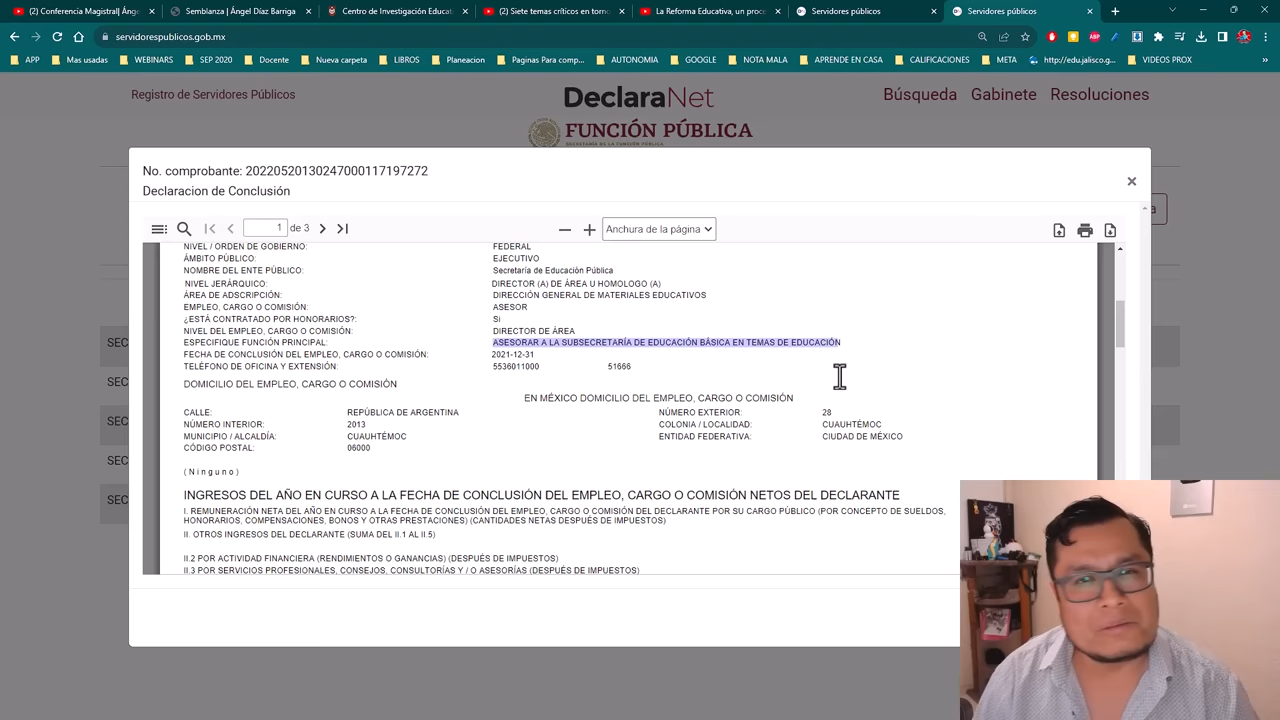 (2) Conferencia Magistral| Ángel
Semblanza | Ángel Díaz Barriga
Centro de Investigación Educat
(2) Siete temas críticos en torno
La Reforma Educativa, un proce
Servidores públicos
Servidores públicos
servidorespublicos.gob.mx
APP
Mas usadas
WEBINARS
SEP 2020
Docente
Nueva carpeta
LIBROS
Planeacion
Paginas Para comp...
AUTONOMIA
GOOGLE
NOTA MALA
APRENDE EN CASA
CALIFICACIONES
META
http://edu.jalisco.g...
VIDEOS PROX
»
Registro de Servidores Públicos
DeclaraNet
Búsqueda Gabinete Resoluciones
FUNCIÓN PÚBLICA
SECRETARÍA DE LA FUNCIÓN PÚBLICA
No. comprobante: 20220520130247000117197272
Declaracion de Conclusión
×
1 de 3
Anchura de la página
NIVEL / ORDEN DE GOBIERNO: FEDERAL
ÁMBITO PÚBLICO: EJECUTIVO
NOMBRE DEL ENTE PÚBLICO: Secretaría de Educación Pública
NIVEL JERÁRQUICO: DIRECTOR (A) DE ÁREA U HOMOLOGO (A)
ÁREA DE ADSCRIPCIÓN: DIRECCIÓN GENERAL DE MATERIALES EDUCATIVOS
EMPLEO, CARGO O COMISIÓN: ASESOR
¿ESTÁ CONTRATADO POR HONORARIOS?: Si
NIVEL DEL EMPLEO, CARGO O COMISIÓN: DIRECTOR DE ÁREA
ESPECIFIQUE FUNCIÓN PRINCIPAL: ASESORAR A LA SUBSECRETARÍA DE EDUCACIÓN BÁSICA EN TEMAS DE EDUCACIÓN
FECHA DE CONCLUSIÓN DEL EMPLEO, CARGO O COMISIÓN: 2021-12-31
TELÉFONO DE OFICINA Y EXTENSIÓN: 5536011000 51666
DOMICILIO DEL EMPLEO, CARGO O COMISIÓN
EN MÉXICO DOMICILIO DEL EMPLEO, CARGO O COMISIÓN
CALLE: REPÚBLICA DE ARGENTINA NÚMERO EXTERIOR: 28
NÚMERO INTERIOR: 2013 COLONIA / LOCALIDAD: CUAUHTÉMOC
MUNICIPIO / ALCALDÍA: CUAUHTÉMOC ENTIDAD FEDERATIVA: CIUDAD DE MÉXICO
CÓDIGO POSTAL: 06000
(Ninguno)
INGRESOS DEL AÑO EN CURSO A LA FECHA DE CONCLUSIÓN DEL EMPLEO, CARGO O COMISIÓN NETOS DEL DECLARANTE
I. REMUNERACIÓN NETA DEL AÑO EN CURSO A LA FECHA DE CONCLUSIÓN DEL EMPLEO, CARGO O COMISIÓN DEL DECLARANTE POR SU CARGO PÚBLICO (POR CONCEPTO DE SUELDOS,
HONORARIOS, COMPENSACIONES, BONOS Y OTRAS PRESTACIONES) (CANTIDADES NETAS DESPUÉS DE IMPUESTOS)
II. OTROS INGRESOS DEL DECLARANTE (SUMA DEL II.1 AL II.5)
II.2 POR ACTIVIDAD FINANCIERA (RENDIMIENTOS O GANANCIAS) (DESPUÉS DE IMPUESTOS)
II.3 POR SERVICIOS PROFESIONALES, CONSEJOS, CONSULTORÍAS Y / O ASESORÍAS (DESPUÉS DE IMPUESTOS)
SEC
SEC
SEC
SEC
SEC
a